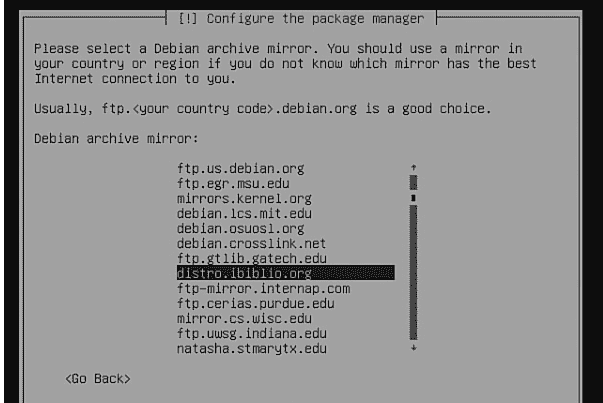 [!] Configure the package manager
Please select a Debian archive mirror. You should use a mirror in
your country or region if you do not know which mirror has the best
Internet connection to you.
Usually, ftp.<your country code>.debian.org is a good choice.
Debian archive mirror:
ftp.us.debian.org
ftp.egr.msu.edu
mirrors.kernel.org
debian.lcs.mit.edu
debian.osuosl.org
debian.crosslink.net
ftp.gtlib.gatech.edu
distro.ibiblio.org
ftp-mirror.internap.com
ftp.cerias.purdue.edu
mirror.cs.wisc.edu
ftp.uwsg.indiana.edu
natasha.stmarytx.edu
<Go Back>